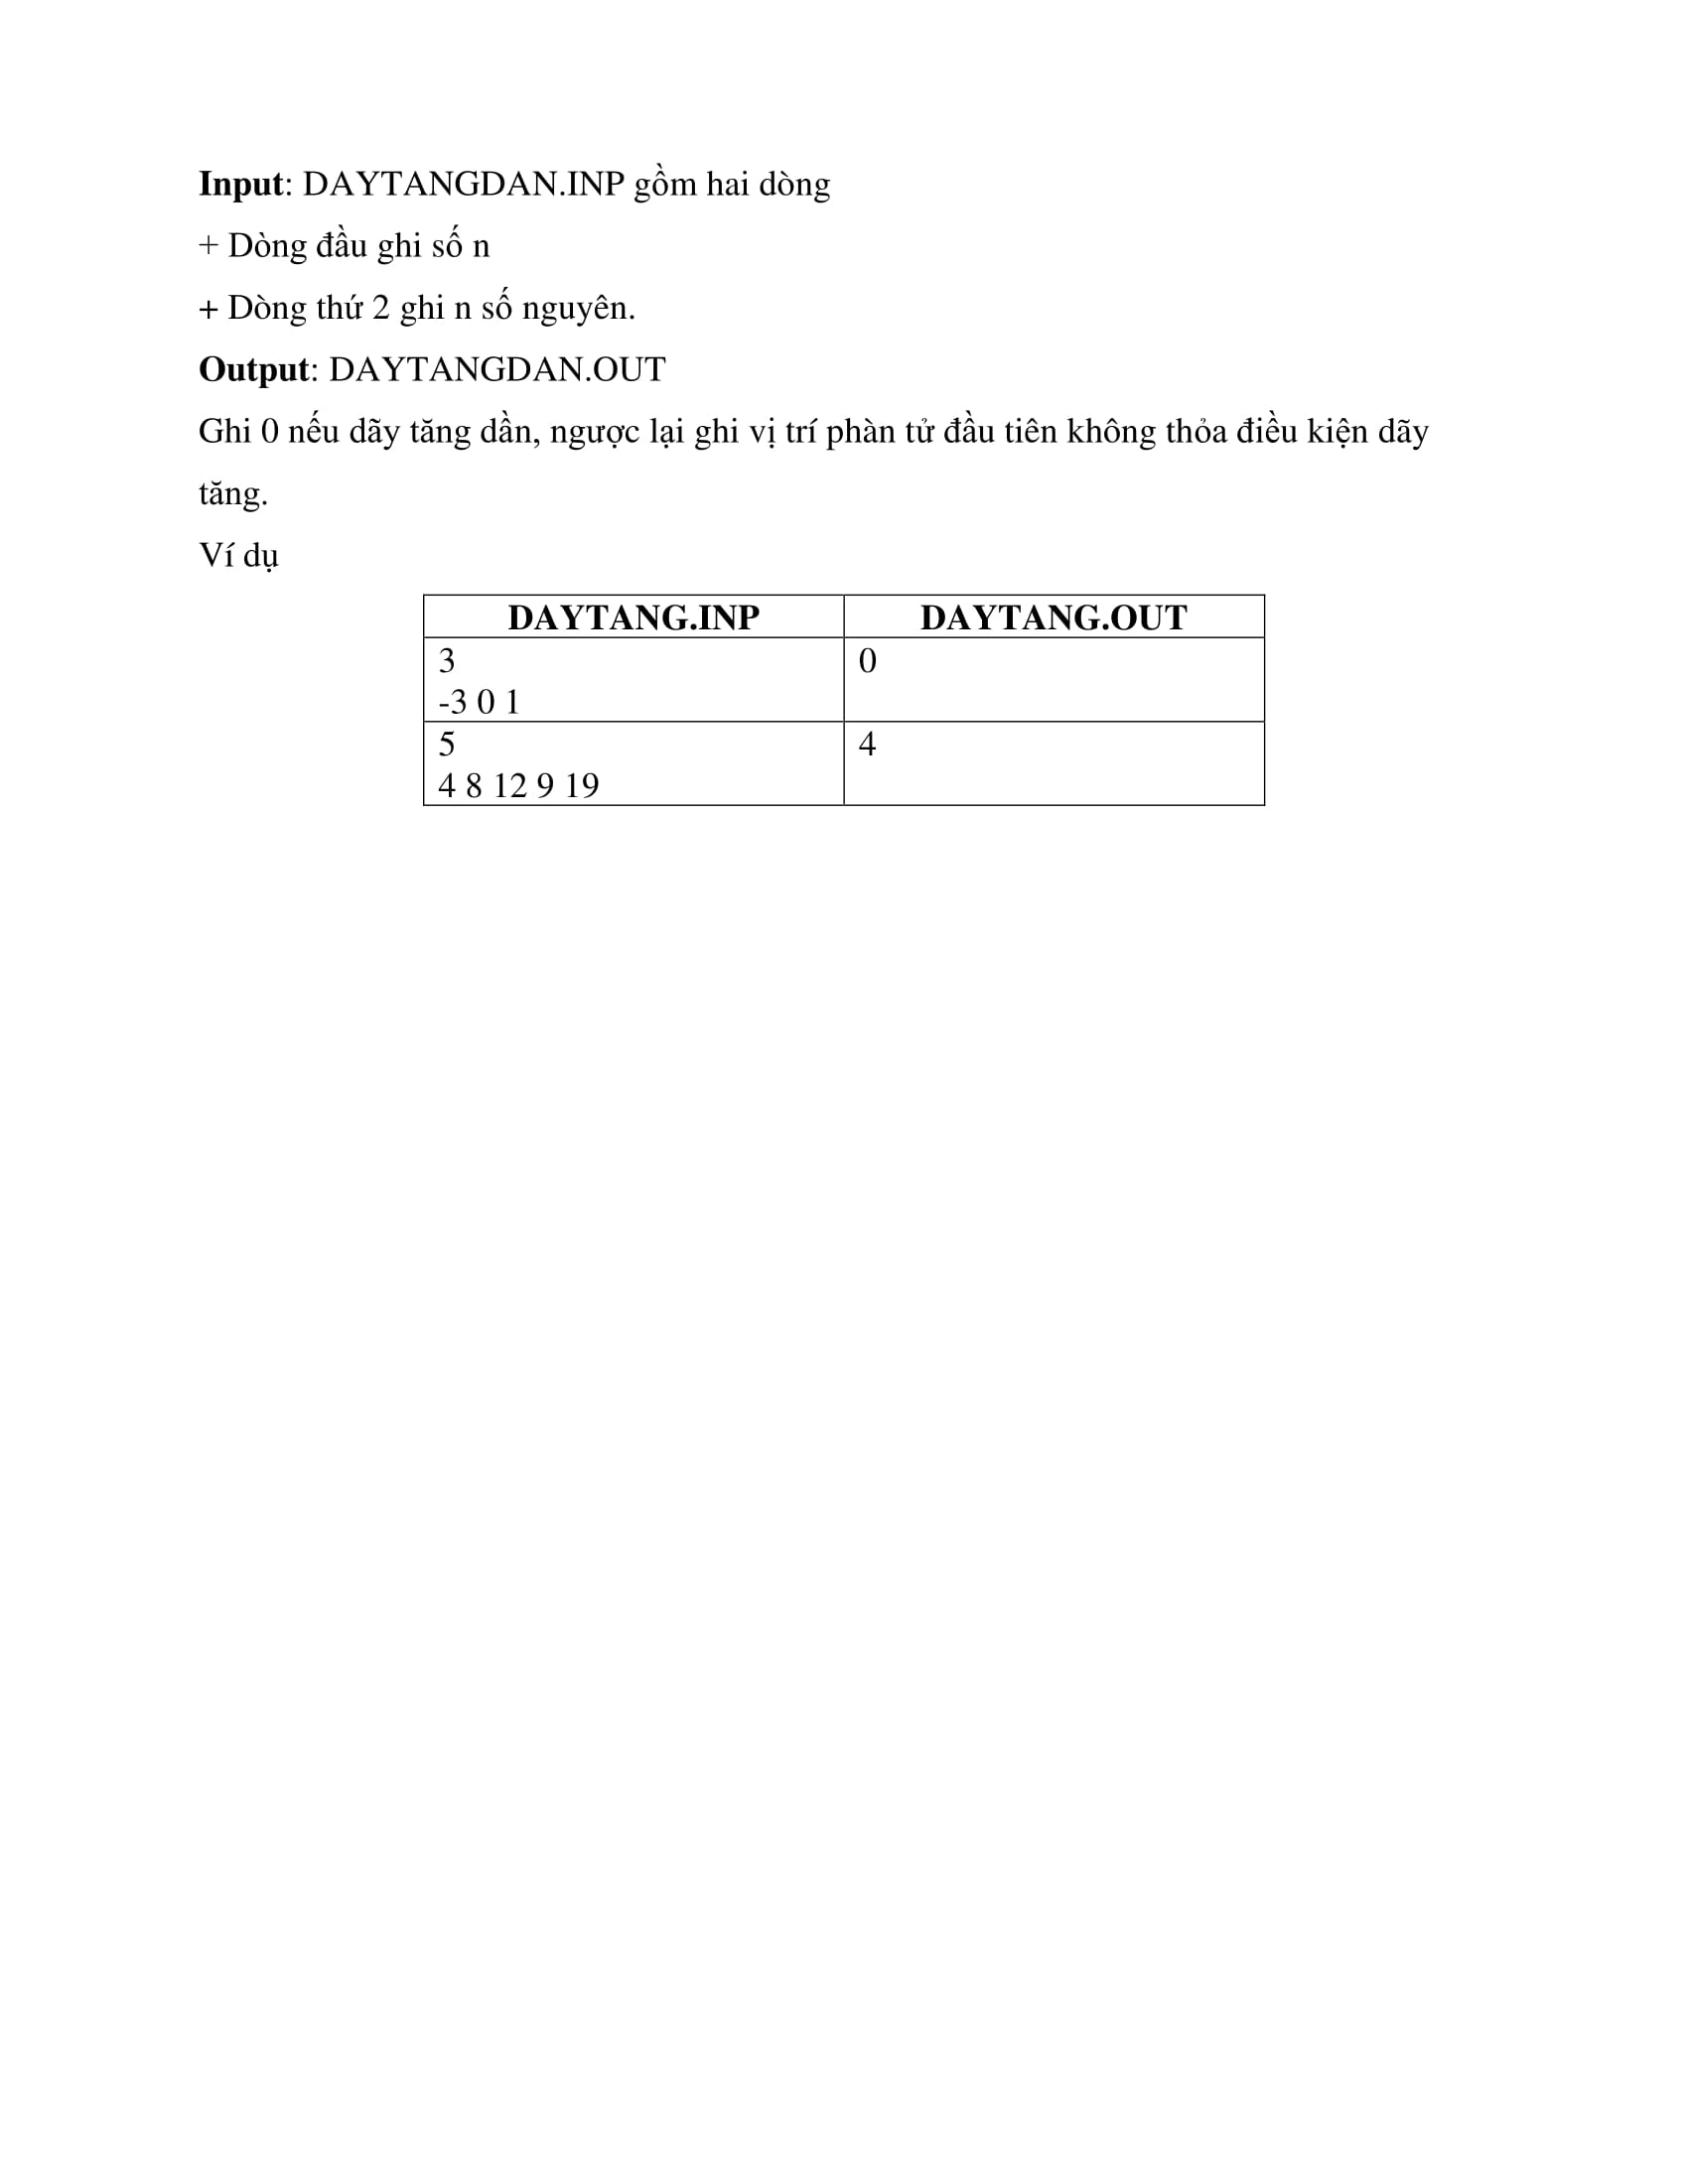 Input: DAYTANGDAN.INP gồm hai dòng
+ Dòng đầu ghi số n
+ Dòng thứ 2 ghi n số nguyên.
Output: DAYTANGDAN.OUT
Ghi 0 nếu dãy tăng dần, ngược lại ghi vị trí phàn tử đầu tiên không thỏa điều kiện dãy
tăng.
Ví dụ
DAYTANG.INP DAYTANG.OUT
3 0
-3 0 1
5 4
4 8 12 9 19